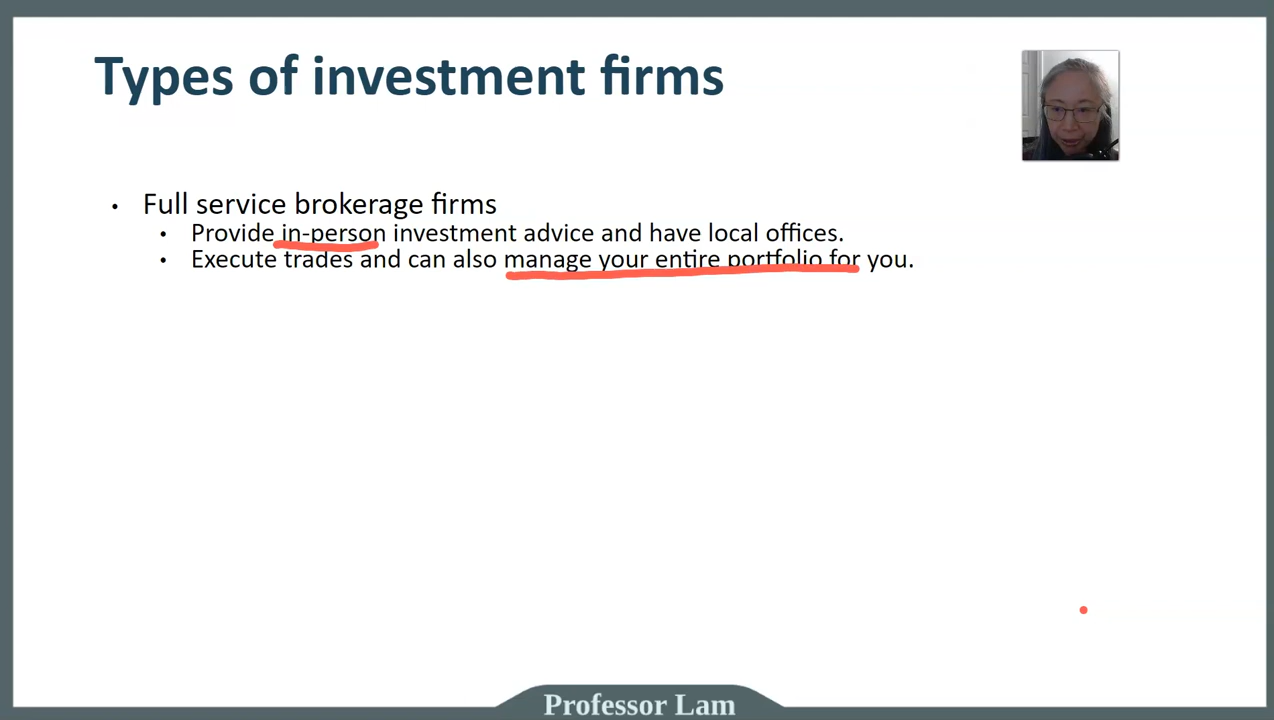 Types of investment firms
Full service brokerage firms
Provide in-person investment advice and have local offices.
Execute trades and can also manage your entire portfolio for you.
Professor Lam